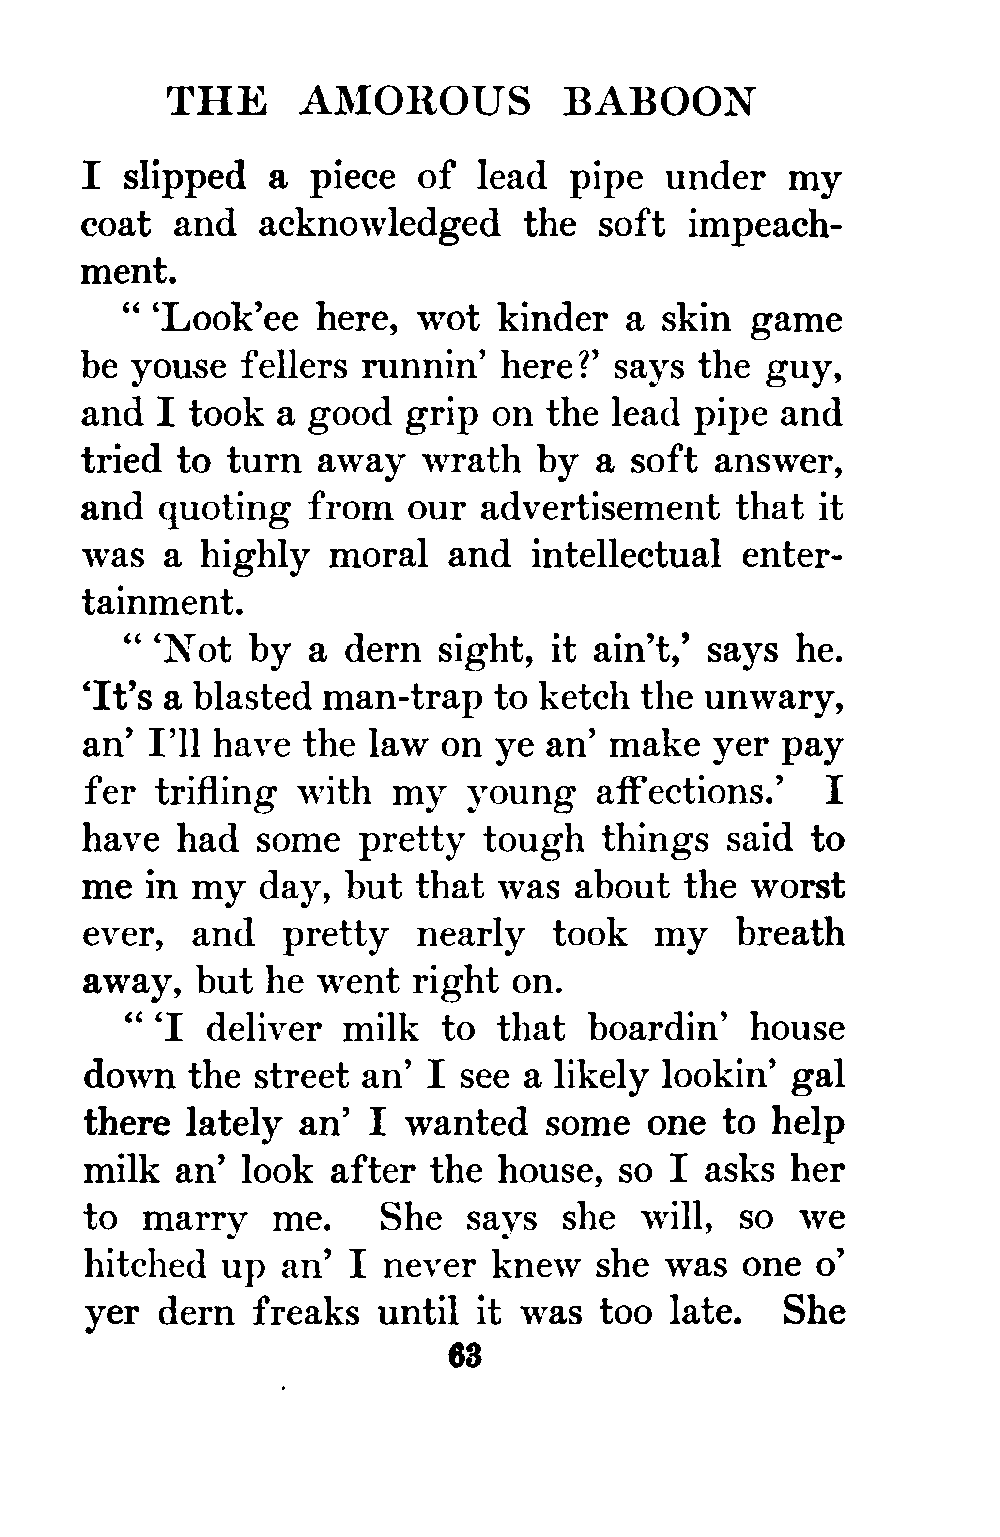 THE AMOROUS BABOON
I slipped a piece of lead pipe under my
coat and acknowledged the soft impeach-
ment.
“ ‘Look’ee here, wot kinder a skin game
be youse fellers runnin’ here?’ says the guy,
and I took a good grip on the lead pipe and
tried to turn away wrath by a soft answer,
and quoting from our advertisement that it
was a highly moral and intellectual enter-
tainment.
“ ‘Not by a dern sight, it ain’t,’ says he.
‘It’s a blasted man-trap to ketch the unwary,
an’ I’ll have the law on ye an’ make yer pay
fer trifling with my young affections.’ I
have had some pretty tough things said to
me in my day, but that was about the worst
ever, and pretty nearly took my breath
away, but he went right on.
“ ‘I deliver milk to that boardin’ house
down the street an’ I see a likely lookin’ gal
there lately an’ I wanted some one to help
milk an’ look after the house, so I asks her
to marry me. She says she will, so we
hitched up an’ I never knew she was one o’
yer dern freaks until it was too late. She
63